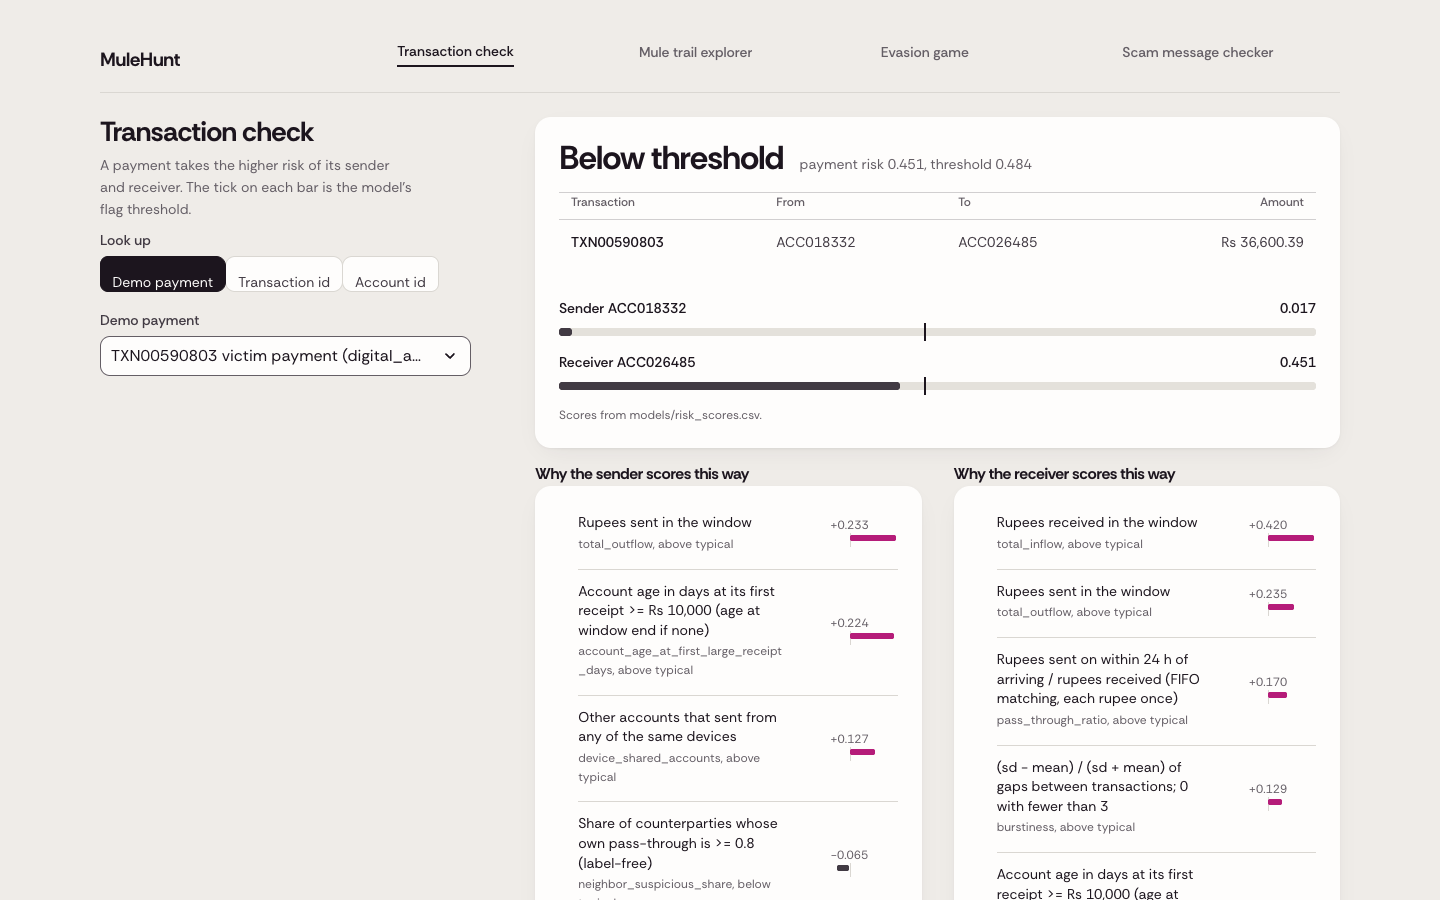 MuleHunt
Transaction check
Mule trail explorer
Evasion game
Scam message checker
Transaction check
A payment takes the higher risk of its sender
and receiver. The tick on each bar is the model's
flag threshold.
Look up
Demo payment
Transaction id
Account id
Demo payment
TXN00590803 victim payment (digital_a...
Below threshold
payment risk 0.451, threshold 0.484
Transaction From To Amount
TXN00590803 ACC018332 ACC026485 Rs 36,600.39
Sender ACC018332 0.017
Receiver ACC026485 0.451
Scores from models/risk_scores.csv.
Why the sender scores this way
Rupees sent in the window
total_outflow, above typical
+0.233
Account age in days at its first
receipt >= Rs 10,000 (age at
window end if none)
account_age_at_first_large_receipt
_days, above typical
+0.224
Other accounts that sent from
any of the same devices
device_shared_accounts, above
typical
+0.127
Share of counterparties whose
own pass-through is >= 0.8
(label-free)
neighbor_suspicious_share, below
−0.065
Why the receiver scores this way
Rupees received in the window
total_inflow, above typical
+0.420
Rupees sent in the window
total_outflow, above typical
+0.235
Rupees sent on within 24 h of
arriving / rupees received (FIFO
matching, each rupee once)
pass_through_ratio, above typical
+0.170
(sd - mean) / (sd + mean) of
gaps between transactions; 0
with fewer than 3
burstiness, above typical
+0.129
Account age in days at its first
receipt >= Rs 10,000 (age at